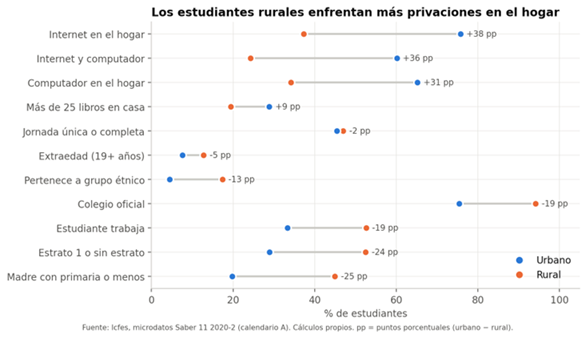 Los estudiantes rurales enfrentan más privaciones en el hogar
Internet en el hogar +38 pp
Internet y computador +36 pp
Computador en el hogar +31 pp
Más de 25 libros en casa +9 pp
Jornada única o completa -2 pp
Extraedad (19+ años) -5 pp
Pertenece a grupo étnico -13 pp
Colegio oficial -19 pp
Estudiante trabaja -19 pp
Estrato 1 o sin estrato -24 pp
Madre con primaria o menos -25 pp
Urbano
Rural
0 20 40 60 80 100
% de estudiantes
Fuente: Icfes, microdatos Saber 11 2020-2 (calendario A). Cálculos propios. pp = puntos porcentuales (urbano − rural).